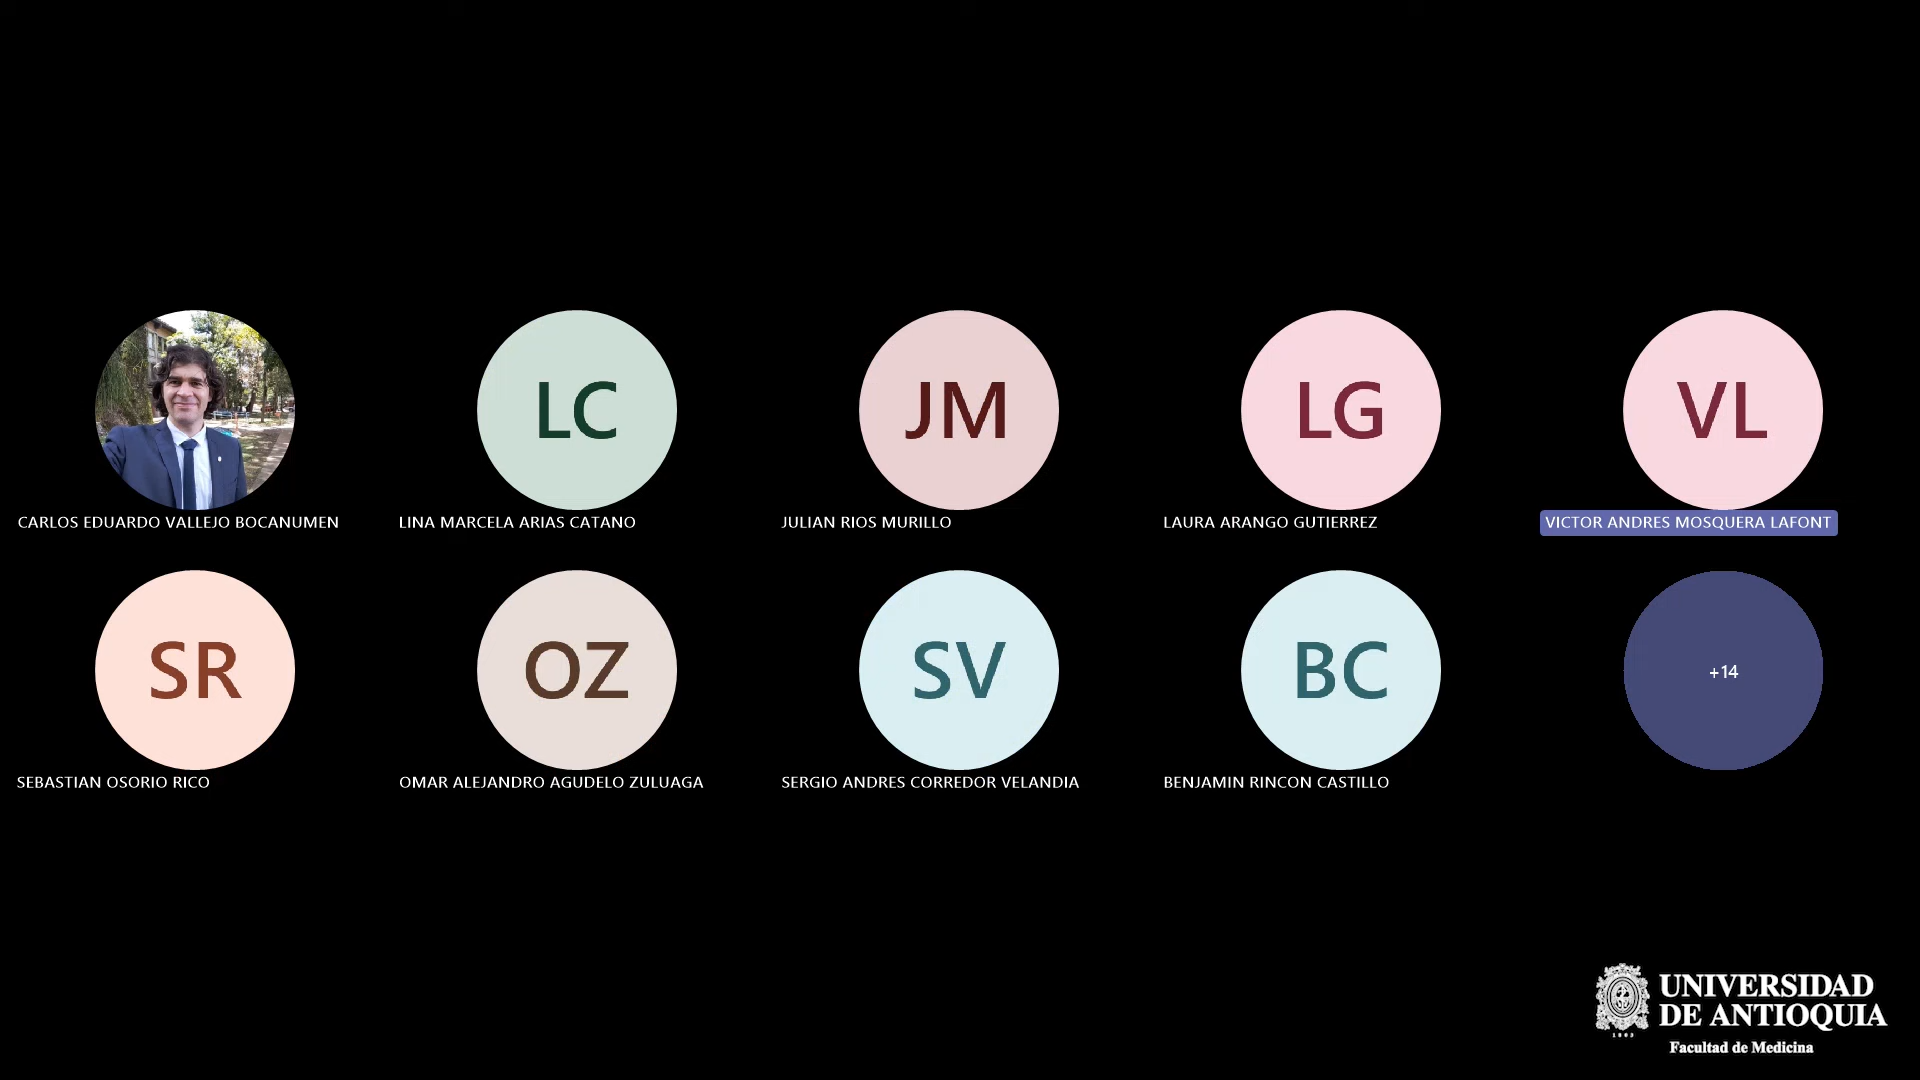 LC
JM
LG
VL
CARLOS EDUARDO VALLEJO BOCANUMEN
LINA MARCELA ARIAS CATANO
JULIAN RIOS MURILLO
LAURA ARANGO GUTIERREZ
VICTOR ANDRES MOSQUERA LAFONT
SR
OZ
SV
BC
+14
SEBASTIAN OSORIO RICO
OMAR ALEJANDRO AGUDELO ZULUAGA
SERGIO ANDRES CORREDOR VELANDIA
BENJAMIN RINCON CASTILLO
UNIVERSIDAD
DE ANTIOQUIA
1803
Facultad de Medicina